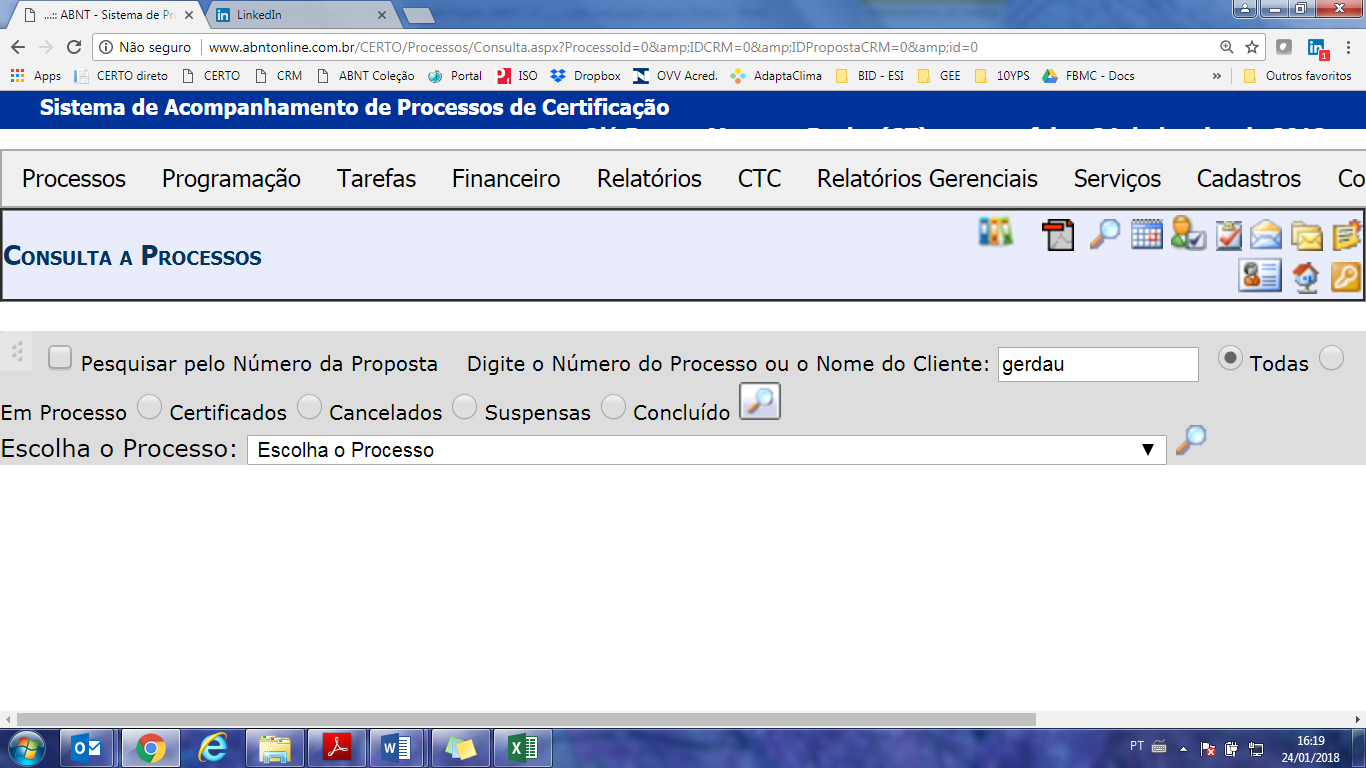 ...:: ABNT - Sistema de Pr
LinkedIn
Não seguro
www.abntonline.com.br/CERTO/Processos/Consulta.aspx?ProcessoId=0&amp;IDCRM=0&amp;IDPropostaCRM=0&amp;id=0
1
Apps CERTO direto CERTO CRM ABNT Coleção Portal ISO Dropbox OVV Acred. AdaptaClima BID - ESI GEE 10YPS FBMC - Docs » Outros favoritos
Sistema de Acompanhamento de Processos de Certificação
Processos Programação Tarefas Financeiro Relatórios CTC Relatórios Gerenciais Serviços Cadastros Co
Consulta a Processos
Pesquisar pelo Número da Proposta Digite o Número do Processo ou o Nome do Cliente: gerdau Todas
Em Processo Certificados Cancelados Suspensas Concluído
Escolha o Processo: Escolha o Processo
PT 16:19
24/01/2018